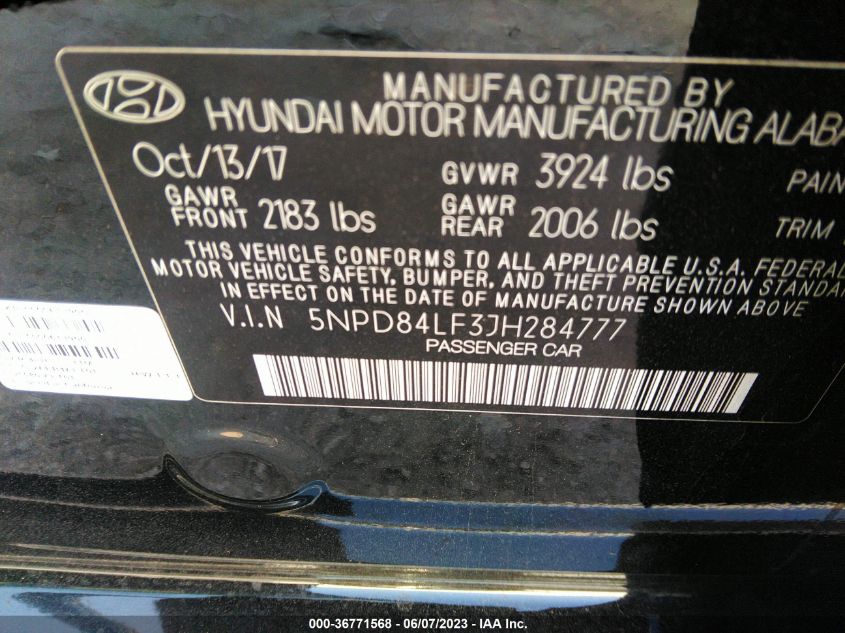 MANUFACTURED BY
HYUNDAI MOTOR MANUFACTURING ALABA
Oct/13/17 GVWR 3924 lbs PAIN
GAWR FRONT 2183 lbs GAWR REAR 2006 lbs TRIM
THIS VEHICLE CONFORMS TO ALL APPLICABLE U.S.A. FEDERAL
MOTOR VEHICLE SAFETY, BUMPER, AND THEFT PREVENTION STANDA
IN EFFECT ON THE DATE OF MANUFACTURE SHOWN ABOVE
V.I.N 5NPD84LF3JH284777
PASSENGER CAR
000-36771568 - 06/07/2023 - © IAA, Inc.